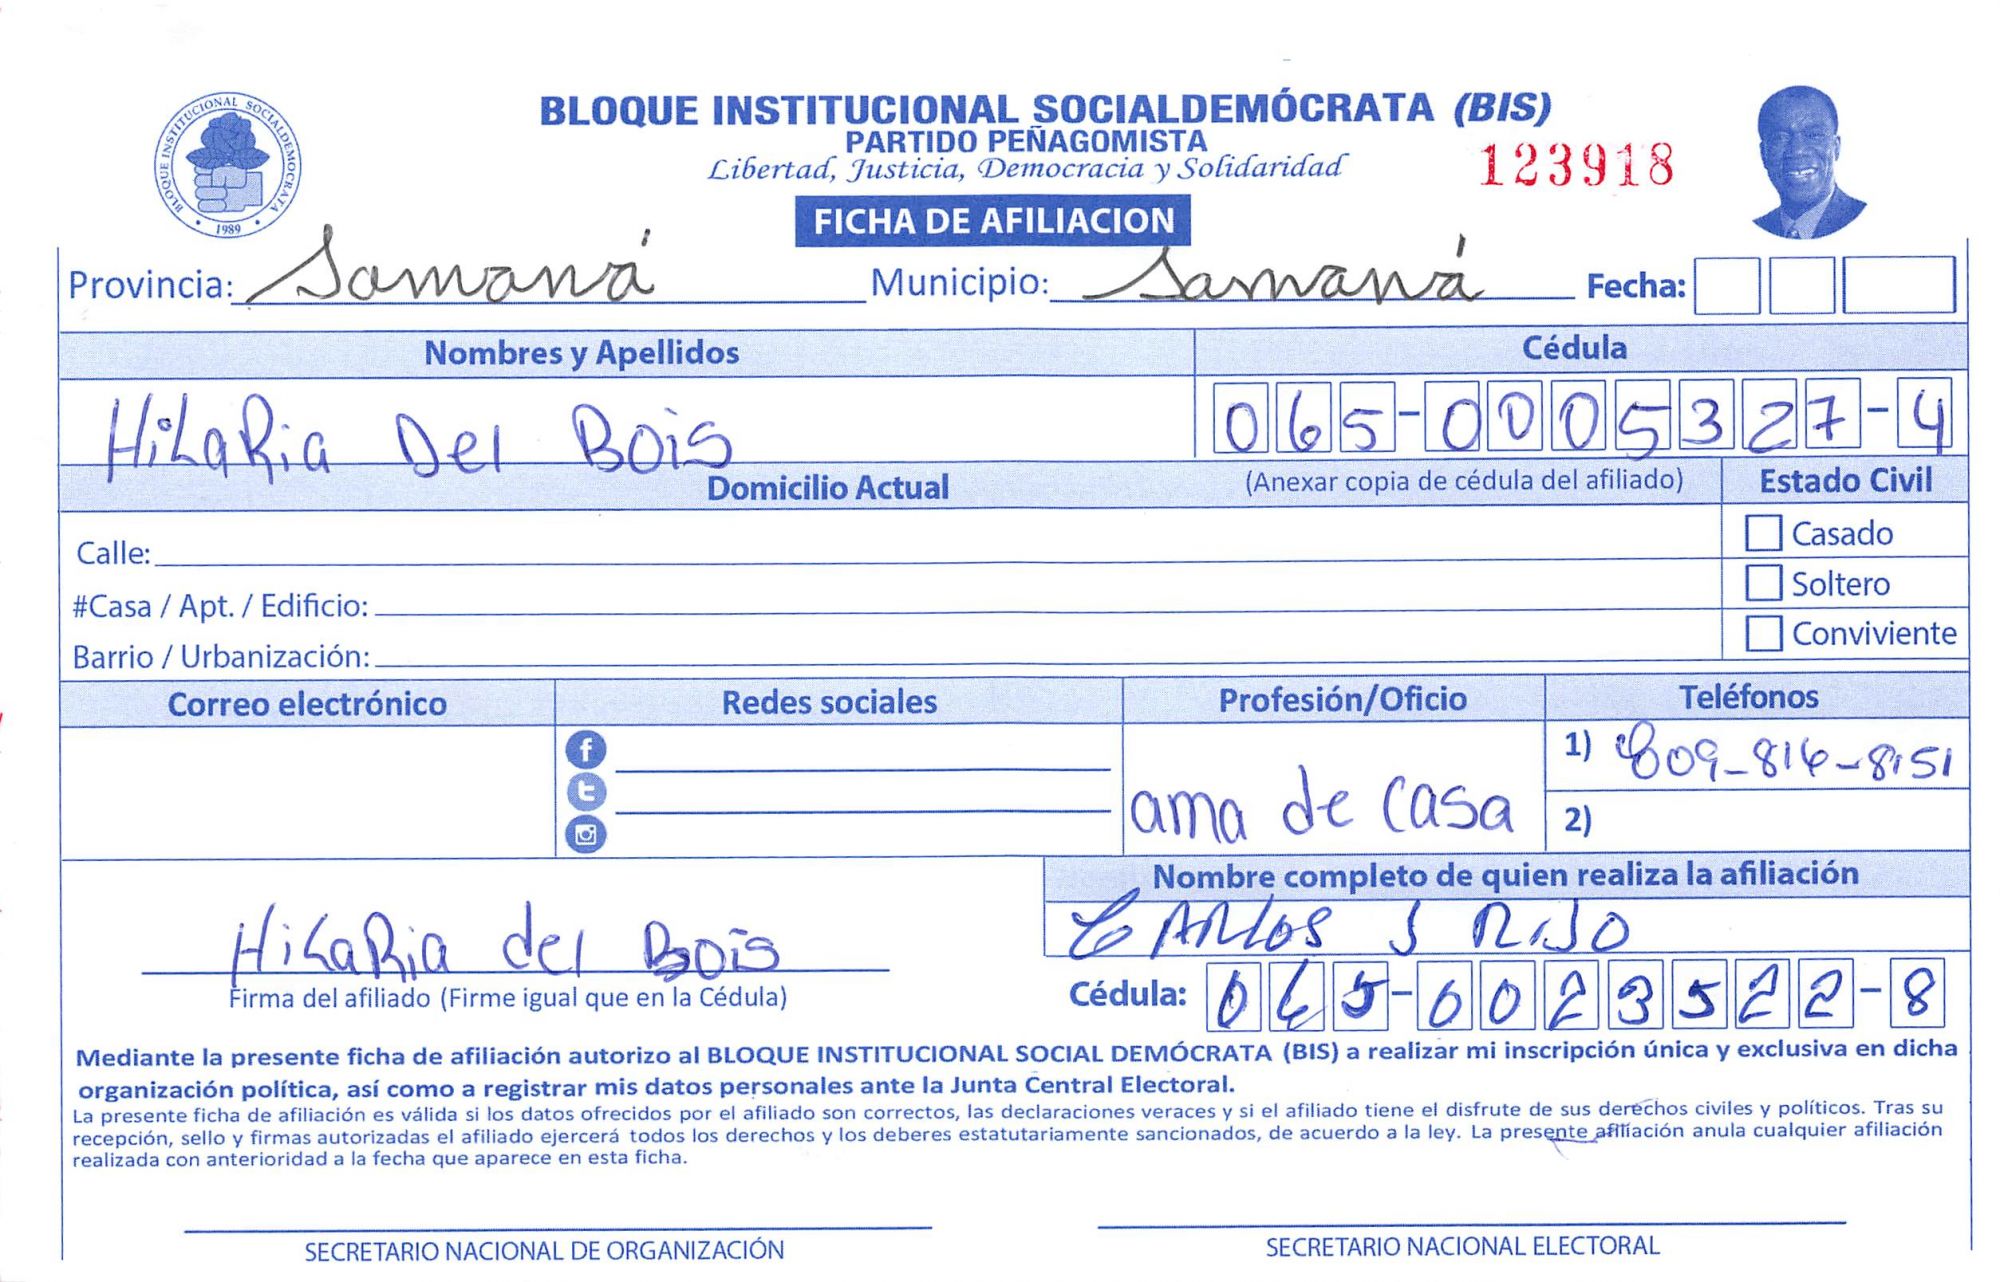 BLOQUE INSTITUCIONAL SOCIALDEMÓCRATA (BIS)
PARTIDO PEÑAGOMISTA
Libertad, Justicia, Democracia y Solidaridad
123918
BLOQUE INSTITUCIONAL SOCIALDEMOCRATA
1989
FICHA DE AFILIACION
Provincia: Samaná Municipio: Samaná Fecha:
Nombres y Apellidos Cédula
HiLaRia Del Bois 065-0005327-4
Domicilio Actual (Anexar copia de cédula del afiliado) Estado Civil
Casado
Calle:
Soltero
#Casa / Apt. / Edificio:
Conviviente
Barrio / Urbanización:
Correo electrónico Redes sociales Profesión/Oficio Teléfonos
1) 809-816-8151
ama de casa
2)
Nombre completo de quien realiza la afiliación
CARLOS J RIJO
HiLaRia del Bois
Firma del afiliado (Firme igual que en la Cédula)
Cédula: 065-0023522-8
Mediante la presente ficha de afiliación autorizo al BLOQUE INSTITUCIONAL SOCIAL DEMÓCRATA (BIS) a realizar mi inscripción única y exclusiva en dicha
organización política, así como a registrar mis datos personales ante la Junta Central Electoral.
La presente ficha de afiliación es válida si los datos ofrecidos por el afiliado son correctos, las declaraciones veraces y si el afiliado tiene el disfrute de sus derechos civiles y políticos. Tras su
recepción, sello y firmas autorizadas el afiliado ejercerá todos los derechos y los deberes estatutariamente sancionados, de acuerdo a la ley. La presente afiliación anula cualquier afiliación
realizada con anterioridad a la fecha que aparece en esta ficha.
SECRETARIO NACIONAL DE ORGANIZACIÓN SECRETARIO NACIONAL ELECTORAL